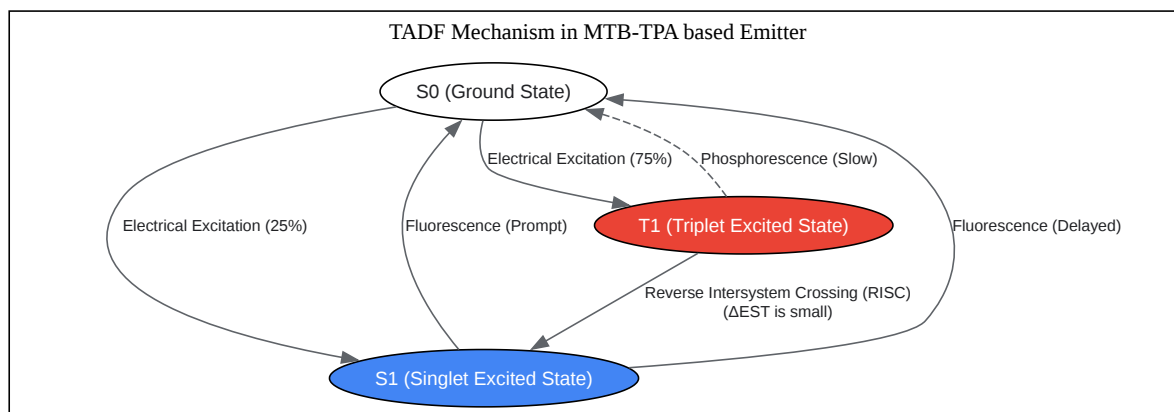 TADF Mechanism in MTB-TPA based Emitter
S0 (Ground State)
Electrical Excitation (75%)
Phosphorescence (Slow)
Electrical Excitation (25%)
Fluorescence (Prompt)
T1 (Triplet Excited State)
Fluorescence (Delayed)
Reverse Intersystem Crossing (RISC)
(ΔEST is small)
S1 (Singlet Excited State)